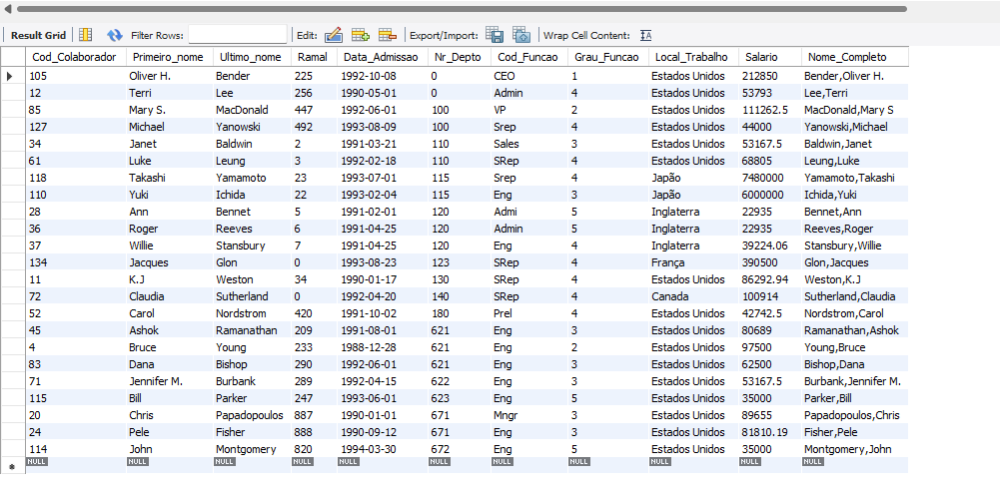 Result Grid Filter Rows: Edit: Export/Import: Wrap Cell Content: IA
Cod_Colaborador Primeiro_nome Ultimo_nome Ramal Data_Admissao Nr_Depto Cod_Funcao Grau_Funcao Local_Trabalho Salario Nome_Completo
105 Oliver H. Bender 225 1992-10-08 0 CEO 1 Estados Unidos 212850 Bender,Oliver H.
12 Terri Lee 256 1990-05-01 0 Admin 4 Estados Unidos 53793 Lee,Terri
85 Mary S. MacDonald 447 1992-06-01 100 VP 2 Estados Unidos 111262.5 MacDonald,Mary S
127 Michael Yanowski 492 1993-08-09 100 Srep 4 Estados Unidos 44000 Yanowski,Michael
34 Janet Baldwin 2 1991-03-21 110 Sales 3 Estados Unidos 53167.5 Baldwin,Janet
61 Luke Leung 3 1992-02-18 110 SRep 4 Estados Unidos 68805 Leung,Luke
118 Takashi Yamamoto 23 1993-07-01 115 Srep 4 Japão 7480000 Yamamoto,Takashi
110 Yuki Ichida 22 1993-02-04 115 Eng 3 Japão 6000000 Ichida,Yuki
28 Ann Bennet 5 1991-02-01 120 Admi 5 Inglaterra 22935 Bennet,Ann
36 Roger Reeves 6 1991-04-25 120 Admin 5 Inglaterra 22935 Reeves,Roger
37 Willie Stansbury 7 1991-04-25 120 Eng 4 Inglaterra 39224.06 Stansbury,Willie
134 Jacques Glon 0 1993-08-23 123 SRep 4 França 390500 Glon,Jacques
11 K.J Weston 34 1990-01-17 130 SRep 4 Estados Unidos 86292.94 Weston,K.J
72 Claudia Sutherland 0 1992-04-20 140 SRep 4 Canada 100914 Sutherland,Claudia
52 Carol Nordstrom 420 1991-10-02 180 Prel 4 Estados Unidos 42742.5 Nordstrom,Carol
45 Ashok Ramanathan 209 1991-08-01 621 Eng 3 Estados Unidos 80689 Ramanathan,Ashok
4 Bruce Young 233 1988-12-28 621 Eng 2 Estados Unidos 97500 Young,Bruce
83 Dana Bishop 290 1992-06-01 621 Eng 3 Estados Unidos 62500 Bishop,Dana
71 Jennifer M. Burbank 289 1992-04-15 622 Eng 3 Estados Unidos 53167.5 Burbank,Jennifer M.
115 Bill Parker 247 1993-06-01 623 Eng 5 Estados Unidos 35000 Parker,Bill
20 Chris Papadopoulos 887 1990-01-01 671 Mngr 3 Estados Unidos 89655 Papadopoulos,Chris
24 Pele Fisher 888 1990-09-12 671 Eng 3 Estados Unidos 81810.19 Fisher,Pele
114 John Montgomery 820 1994-03-30 672 Eng 5 Estados Unidos 35000 Montgomery,John
NULL NULL NULL NULL NULL NULL NULL NULL NULL NULL NULL